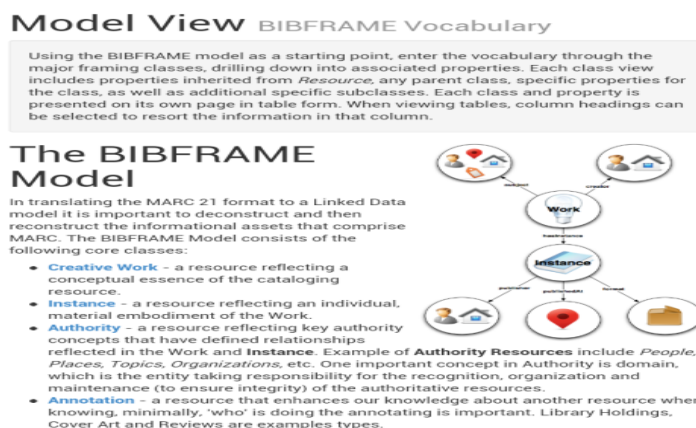 Model View BIBFRAME Vocabulary
Using the BIBFRAME model as a starting point, enter the vocabulary through the
major framing classes, drilling down into associated properties. Each class view
includes properties inherited from Resource, any parent class, specific properties for
the class, as well as additional specific subclasses. Each class and property is
presented on its own page in table form. When viewing tables, column headings can
be selected to resort the information in that column.
The BIBFRAME
Model
In translating the MARC 21 format to a Linked Data
model it is important to deconstruct and then
reconstruct the informational assets that comprise
MARC. The BIBFRAME Model consists of the
following core classes:
• Creative Work - a resource reflecting a
conceptual essence of the cataloging
resource.
• Instance - a resource reflecting an individual,
material embodiment of the Work.
• Authority - a resource reflecting key authority
concepts that have defined relationships
reflected in the Work and Instance. Example of Authority Resources include People,
Places, Topics, Organizations, etc. One important concept in Authority is domain,
which is the entity taking responsibility for the recognition, organization and
maintenance (to ensure integrity) of the authoritative resources.
• Annotation - a resource that enhances our knowledge about another resource when
knowing, minimally, 'who' is doing the annotating is important. Library Holdings,
Cover Art and Reviews are examples types.
creator
Work
Instance
format